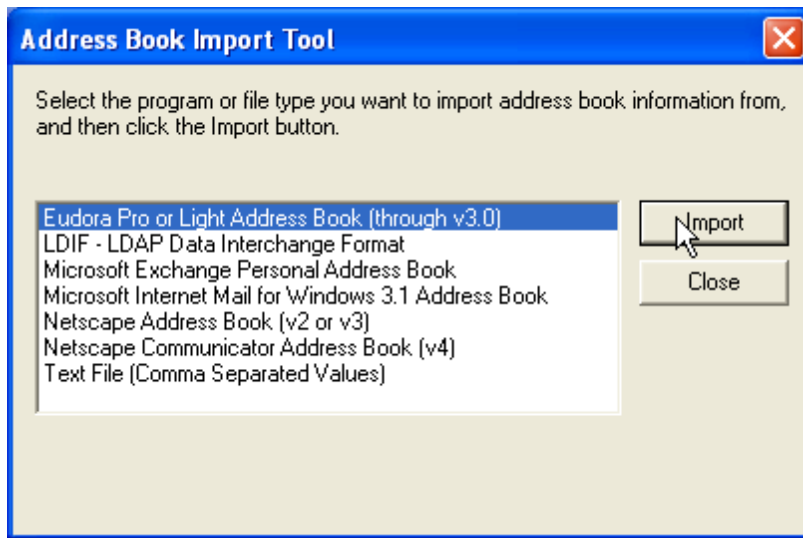 Address Book Import Tool
Select the program or file type you want to import address book information from,
and then click the Import button.
Eudora Pro or Light Address Book (through v3.0)
LDIF - LDAP Data Interchange Format
Microsoft Exchange Personal Address Book
Microsoft Internet Mail for Windows 3.1 Address Book
Netscape Address Book (v2 or v3)
Netscape Communicator Address Book (v4)
Text File (Comma Separated Values)
Import
Close